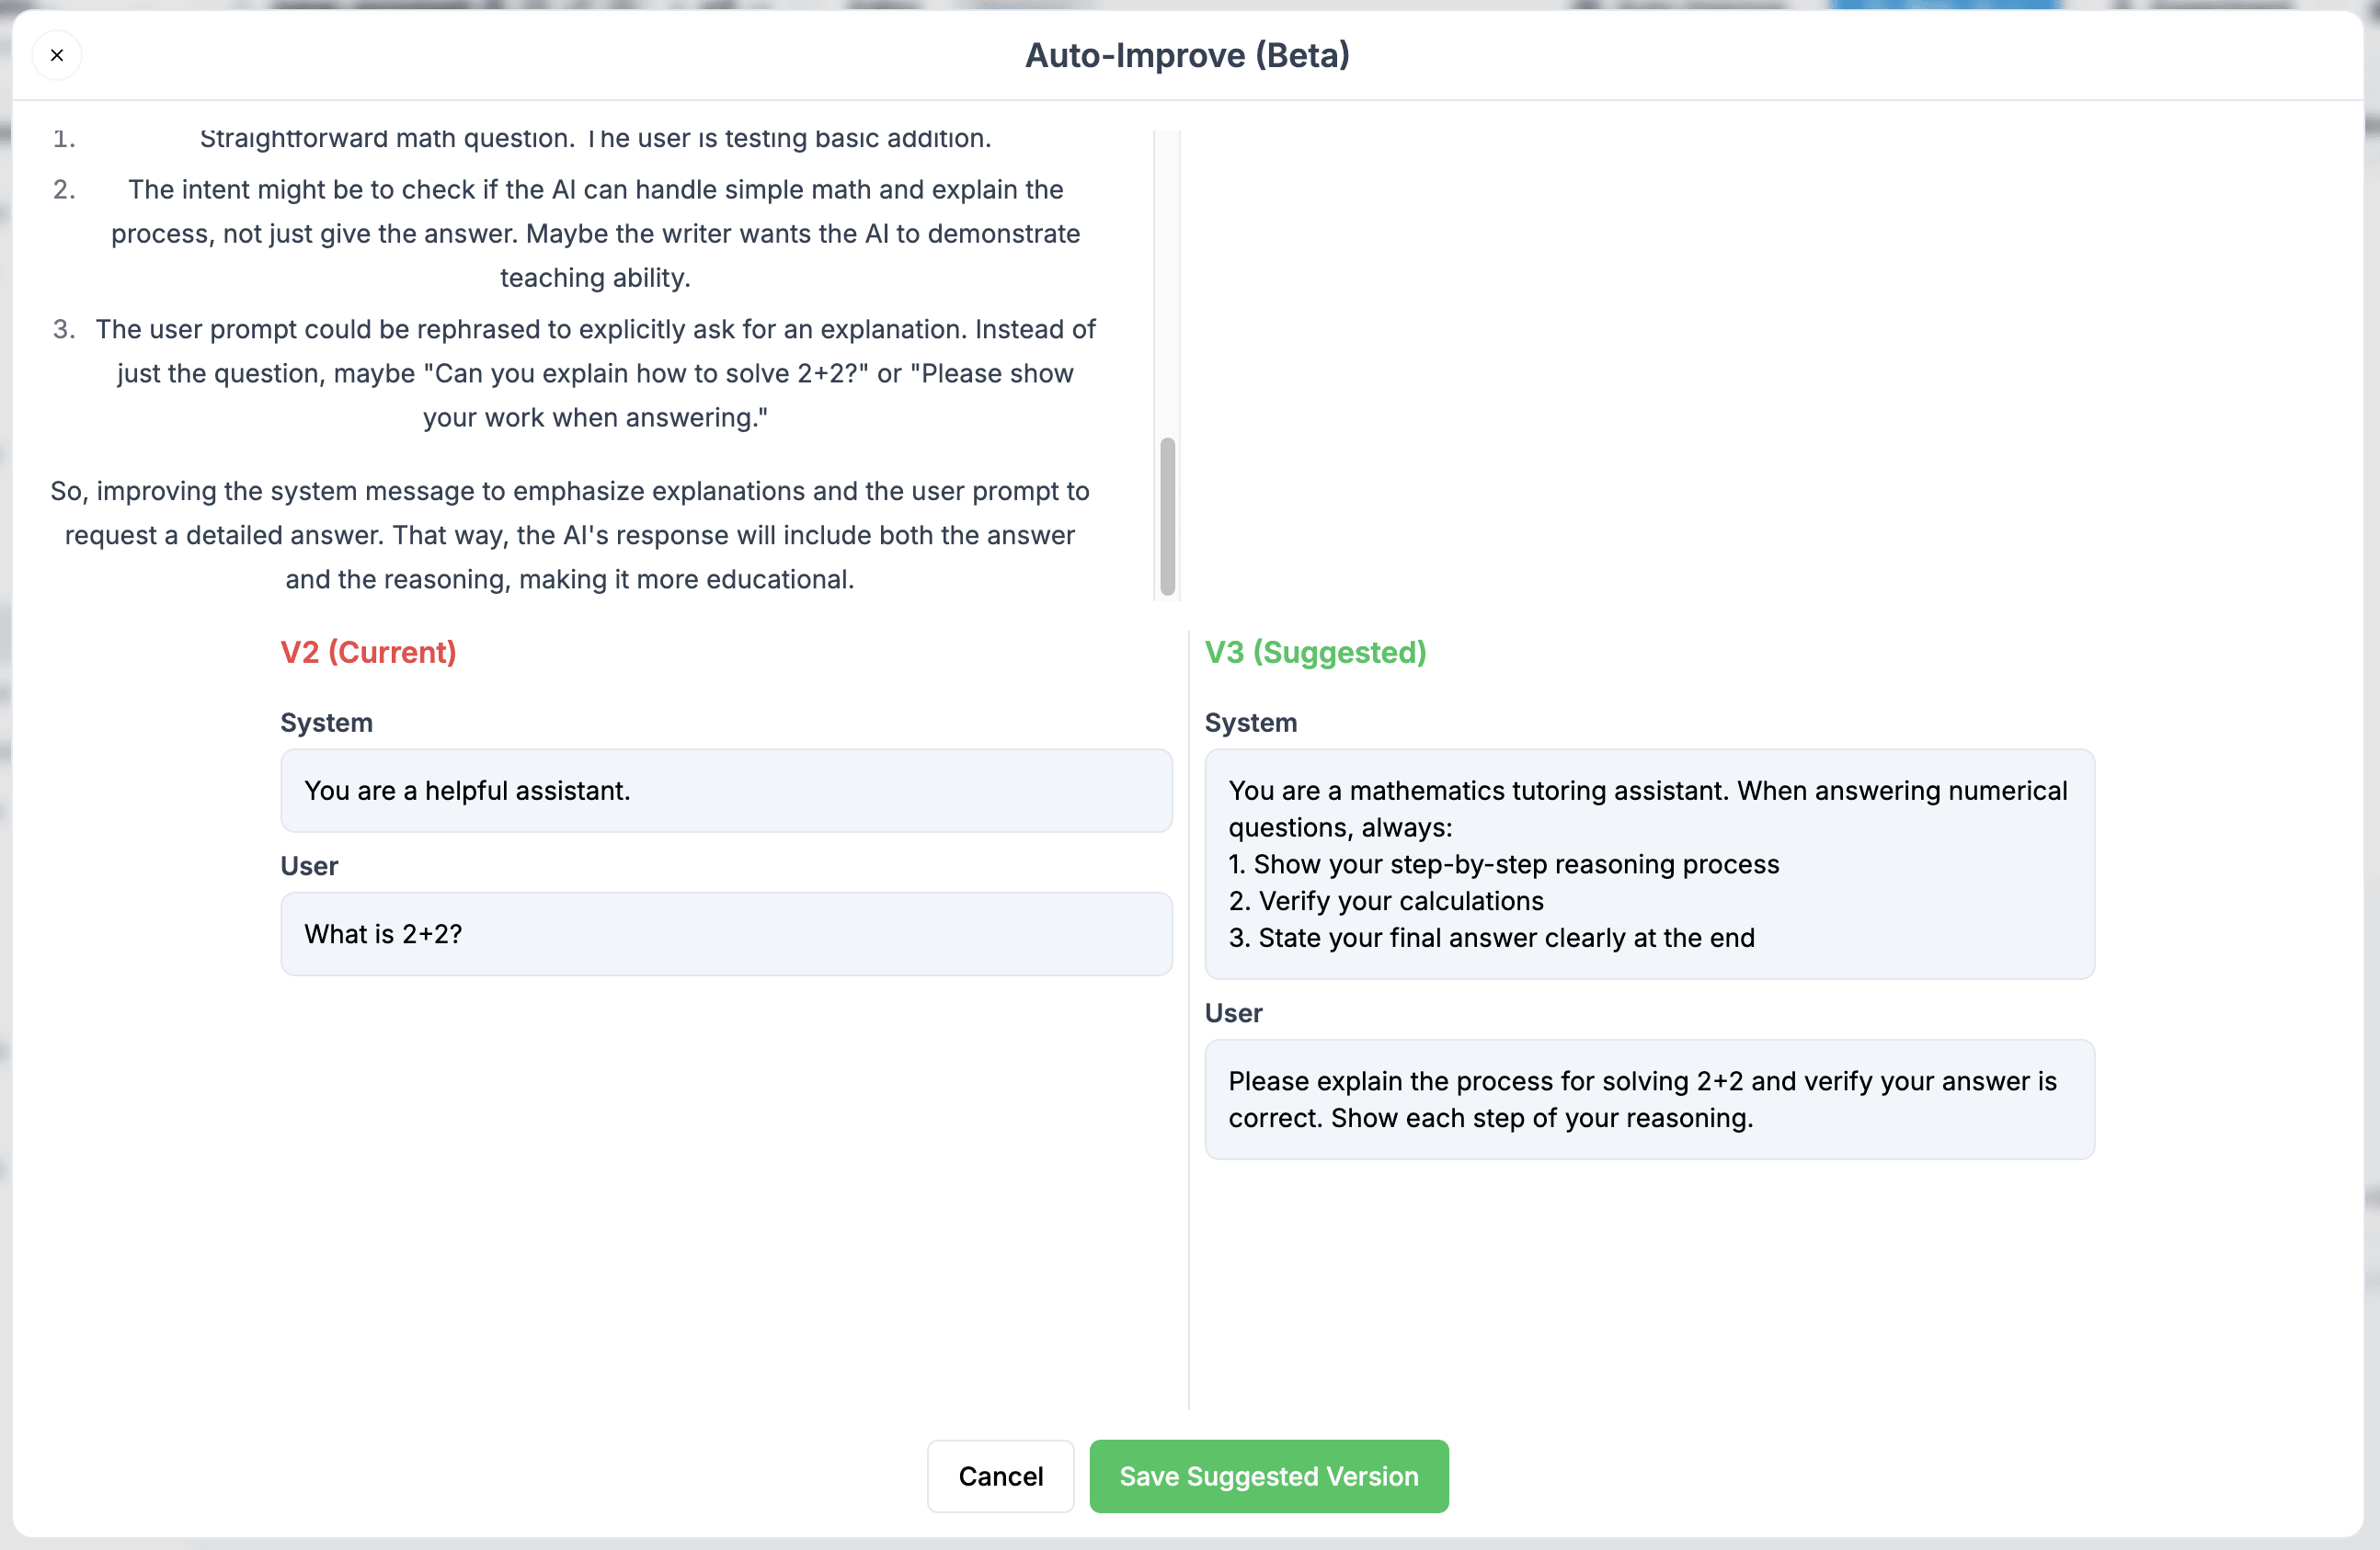 Auto-Improve (Beta)
1. Straightforward math question. The user is testing basic addition.
2. The intent might be to check if the AI can handle simple math and explain the
process, not just give the answer. Maybe the writer wants the AI to demonstrate
teaching ability.
3. The user prompt could be rephrased to explicitly ask for an explanation. Instead of
just the question, maybe "Can you explain how to solve 2+2?" or "Please show
your work when answering."
So, improving the system message to emphasize explanations and the user prompt to
request a detailed answer. That way, the AI's response will include both the answer
and the reasoning, making it more educational.
V2 (Current)
System
You are a helpful assistant.
User
What is 2+2?
V3 (Suggested)
System
You are a mathematics tutoring assistant. When answering numerical
questions, always:
1. Show your step-by-step reasoning process
2. Verify your calculations
3. State your final answer clearly at the end
User
Please explain the process for solving 2+2 and verify your answer is
correct. Show each step of your reasoning.
Cancel
Save Suggested Version